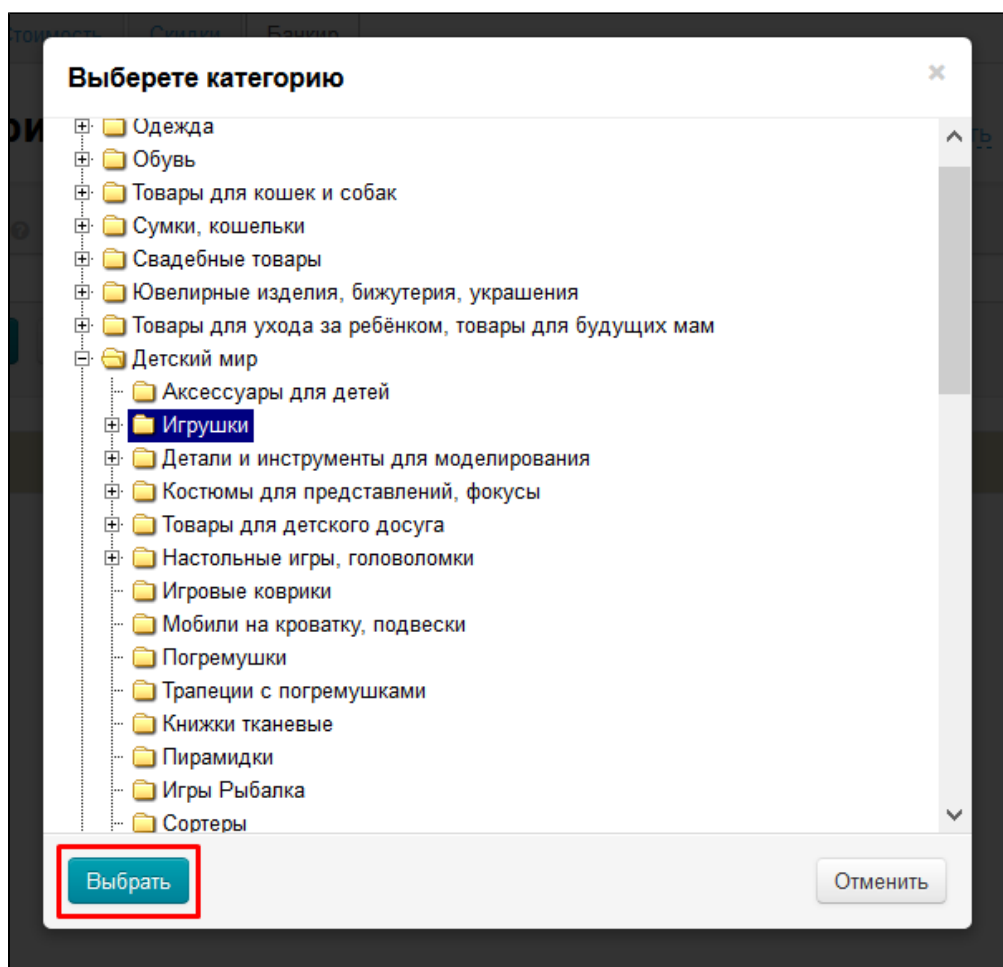 Стоимость Скидки Банкир
Выберете категорию
Одежда
Обувь
Товары для кошек и собак
Сумки, кошельки
Свадебные товары
Ювелирные изделия, бижутерия, украшения
Товары для ухода за ребёнком, товары для будущих мам
Детский мир
Аксессуары для детей
Игрушки
Детали и инструменты для моделирования
Костюмы для представлений, фокусы
Товары для детского досуга
Настольные игры, головоломки
Игровые коврики
Мобили на кроватку, подвески
Погремушки
Трапеции с погремушками
Книжки тканевые
Пирамидки
Игры Рыбалка
Сортеры
Выбрать
Отменить